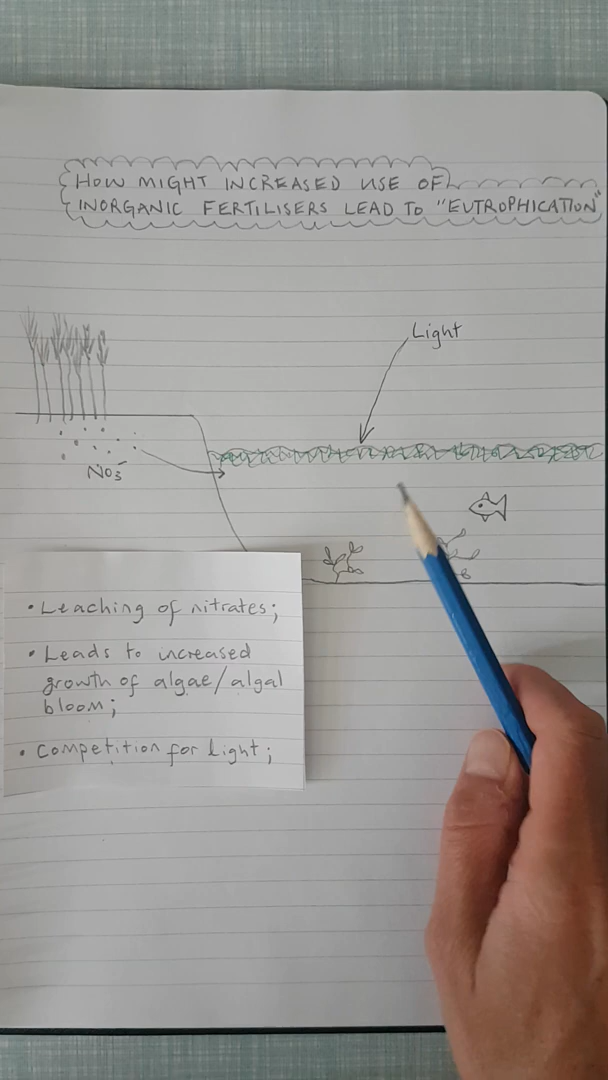 HOW MIGHT INCREASED USE OF
INORGANIC FERTILISERS LEAD TO "EUTROPHICATION"
Light
NO3-
• Leaching of nitrates;
• Leads to increased
growth of algae/algal
bloom;
• Competition for light;